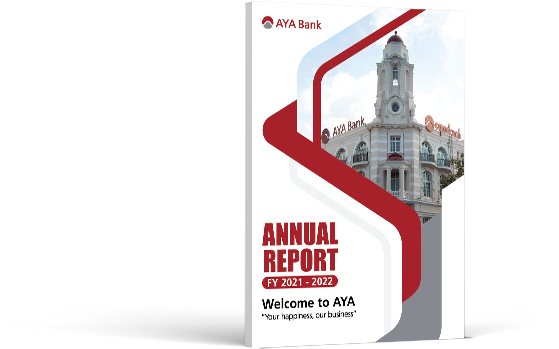 AYA Bank
AYA Bank
ANNUAL
REPORT
FY 2021 - 2022
Welcome to AYA
"Your happiness, our business"